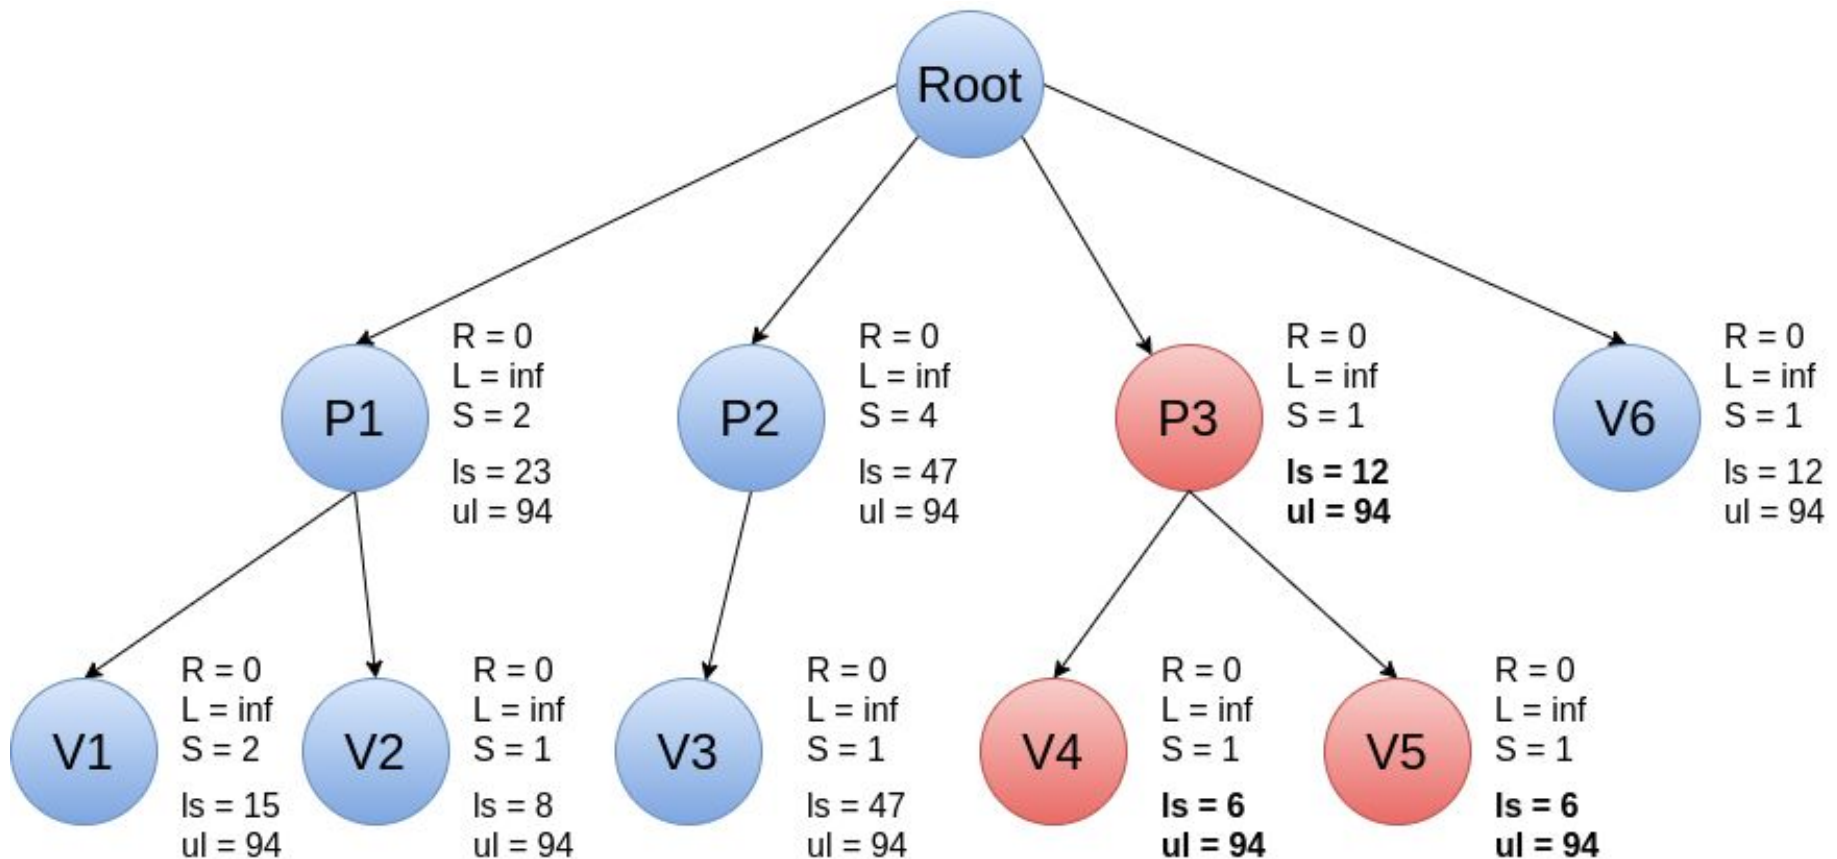 Root
P1
R = 0
L = inf
S = 2
ls = 23
ul = 94
P2
R = 0
L = inf
S = 4
ls = 47
ul = 94
P3
R = 0
L = inf
S = 1
ls = 12
ul = 94
V6
R = 0
L = inf
S = 1
ls = 12
ul = 94
V1
R = 0
L = inf
S = 2
ls = 15
ul = 94
V2
R = 0
L = inf
S = 1
ls = 8
ul = 94
V3
R = 0
L = inf
S = 1
ls = 47
ul = 94
V4
R = 0
L = inf
S = 1
ls = 6
ul = 94
V5
R = 0
L = inf
S = 1
ls = 6
ul = 94